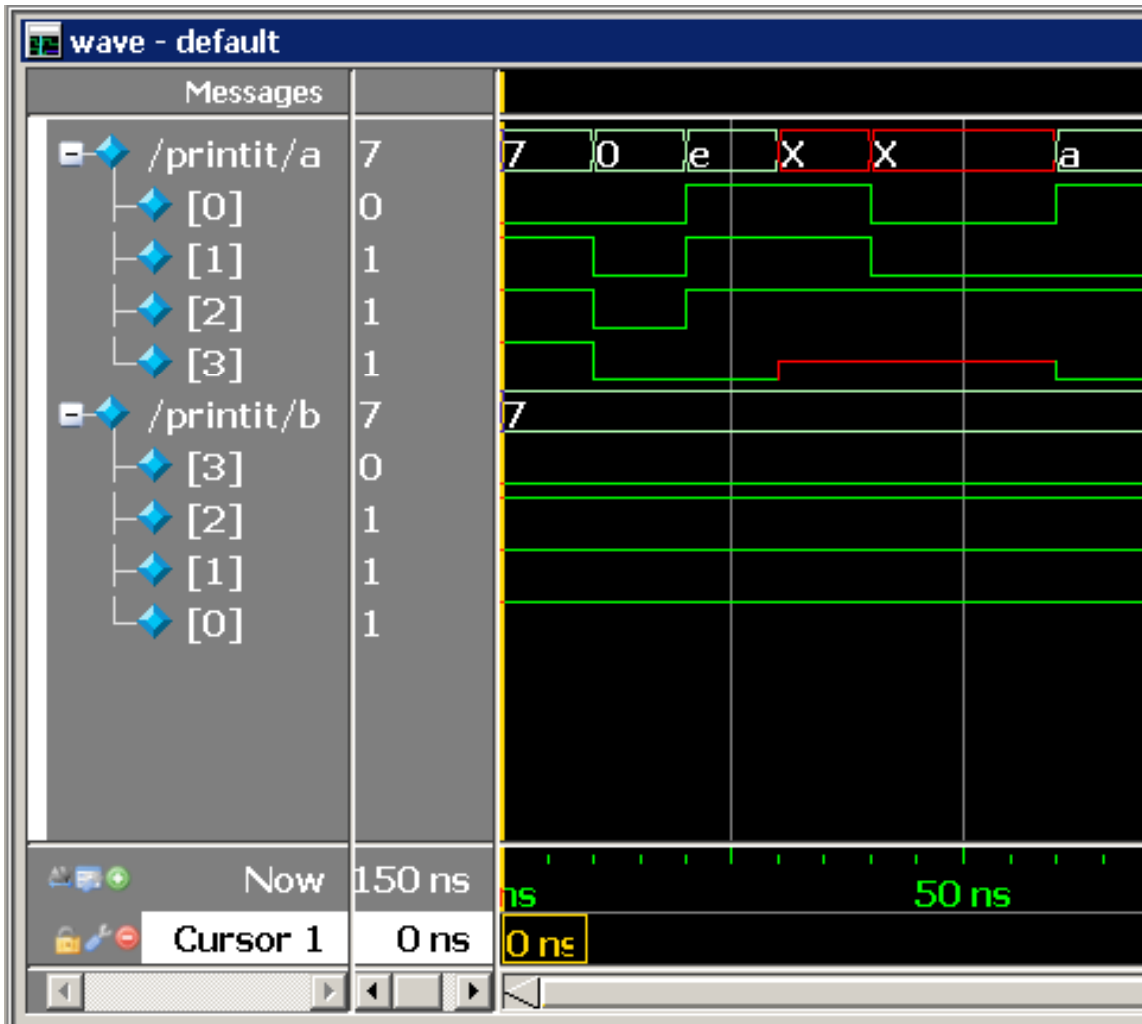 wave - default
Messages
/printit/a 7 7 0 e X X a
[0] 0
[1] 1
[2] 1
[3] 1
/printit/b 7 7
[3] 0
[2] 1
[1] 1
[0] 1
Now 150 ns ns 50 ns
Cursor 1 0 ns 0 ns